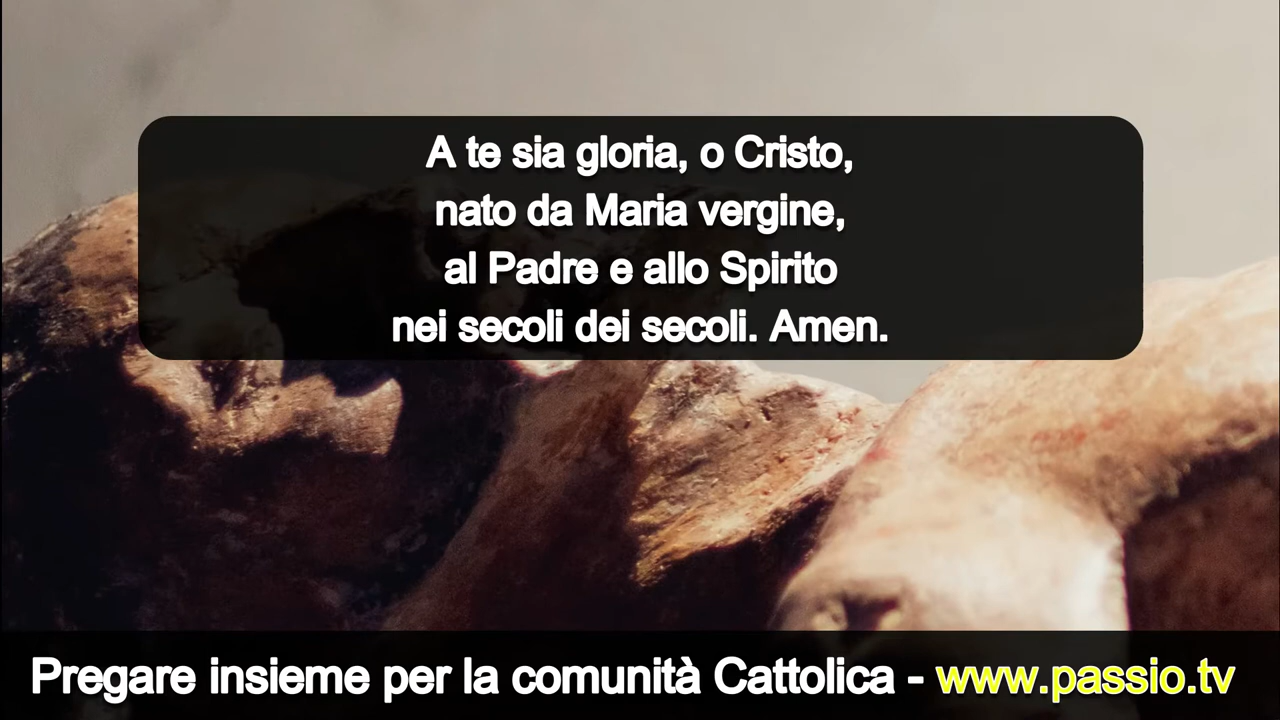 A te sia gloria, o Cristo,
nato da Maria vergine,
al Padre e allo Spirito
nei secoli dei secoli. Amen.
Pregare insieme per la comunità Cattolica - www.passio.tv